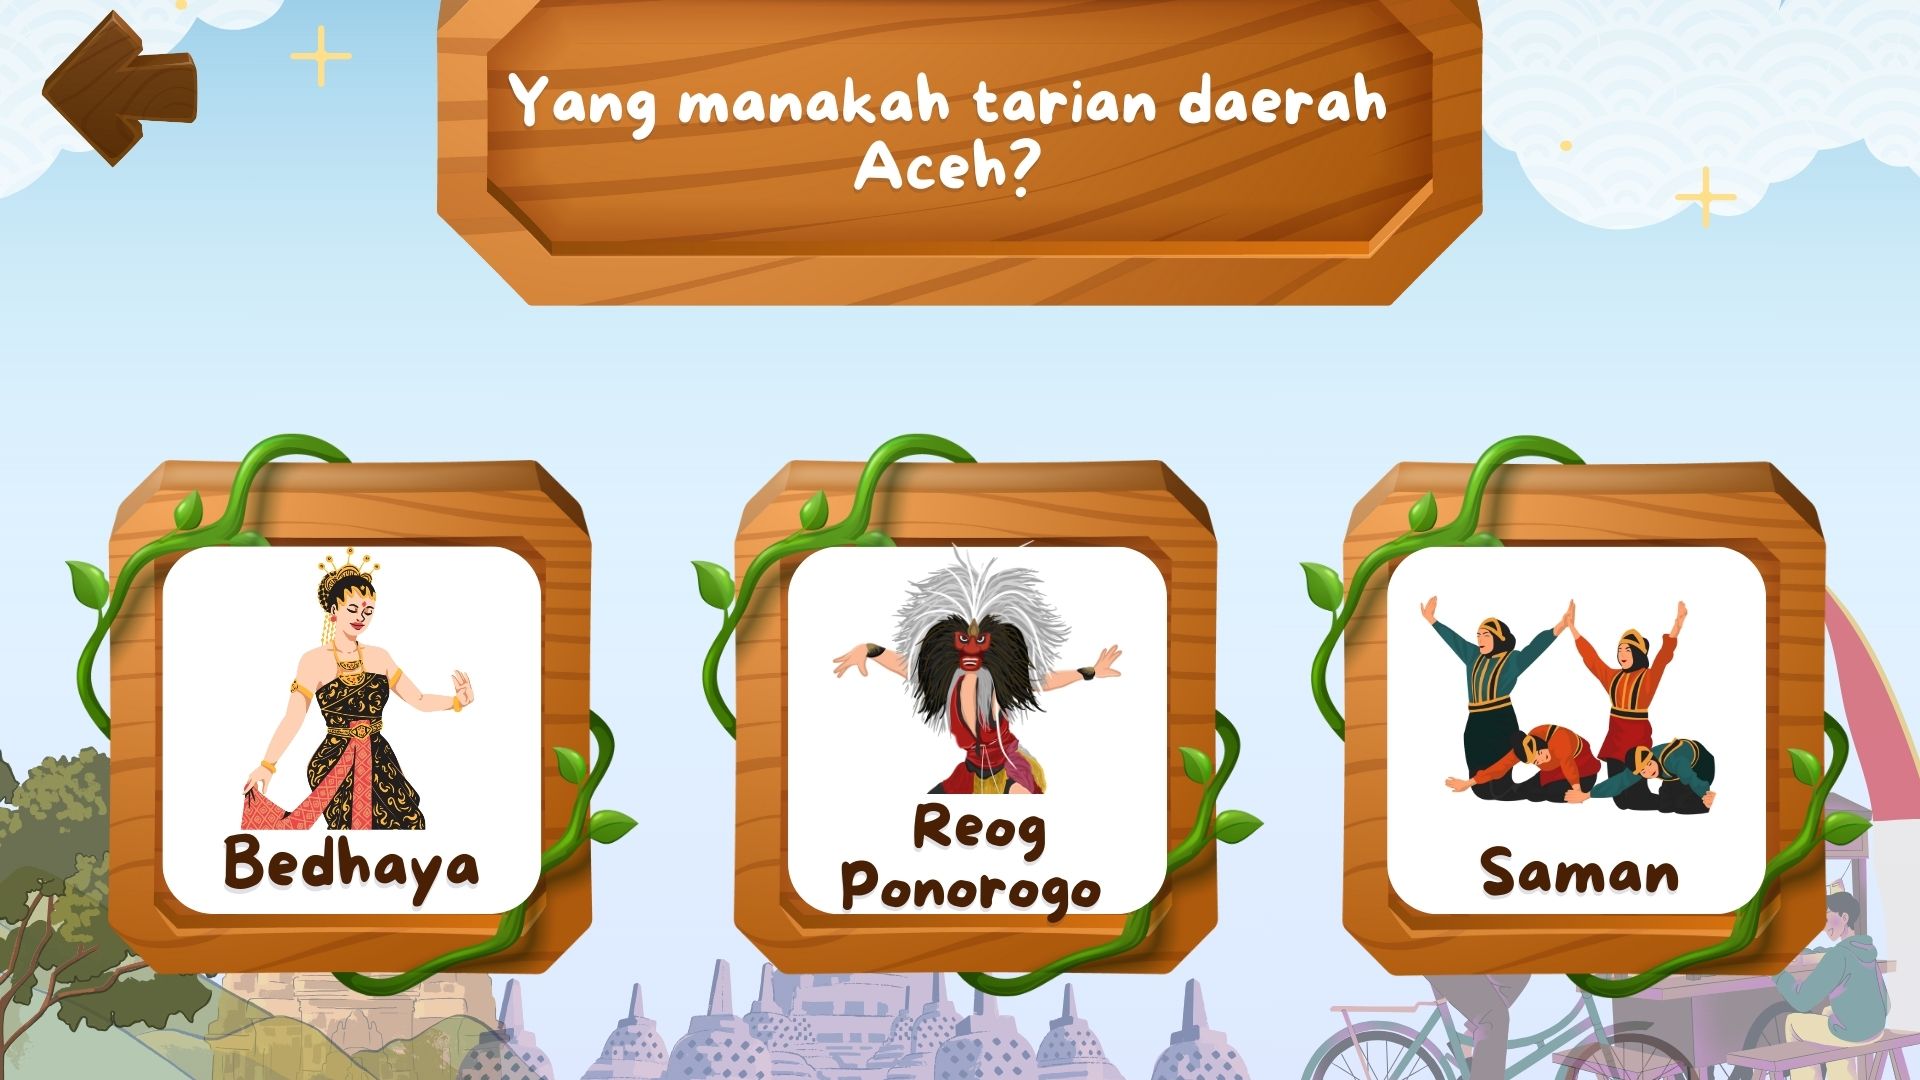 Yang manakah tarian daerah
Aceh?
Bedhaya
Reog
Ponorogo
Saman